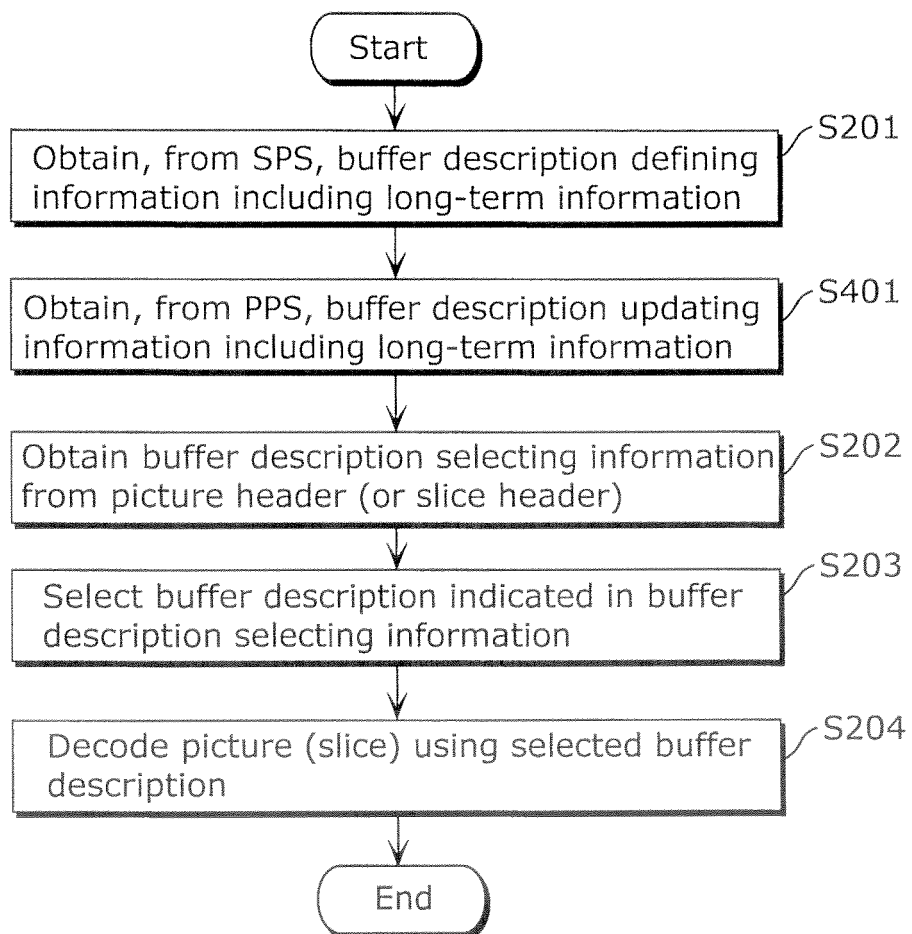 Start
S201
Obtain, from SPS, buffer description defining
information including long-term information
S401
Obtain, from PPS, buffer description updating
information including long-term information
S202
Obtain buffer description selecting information
from picture header (or slice header)
S203
Select buffer description indicated in buffer
description selecting information
S204
Decode picture (slice) using selected buffer
description
End